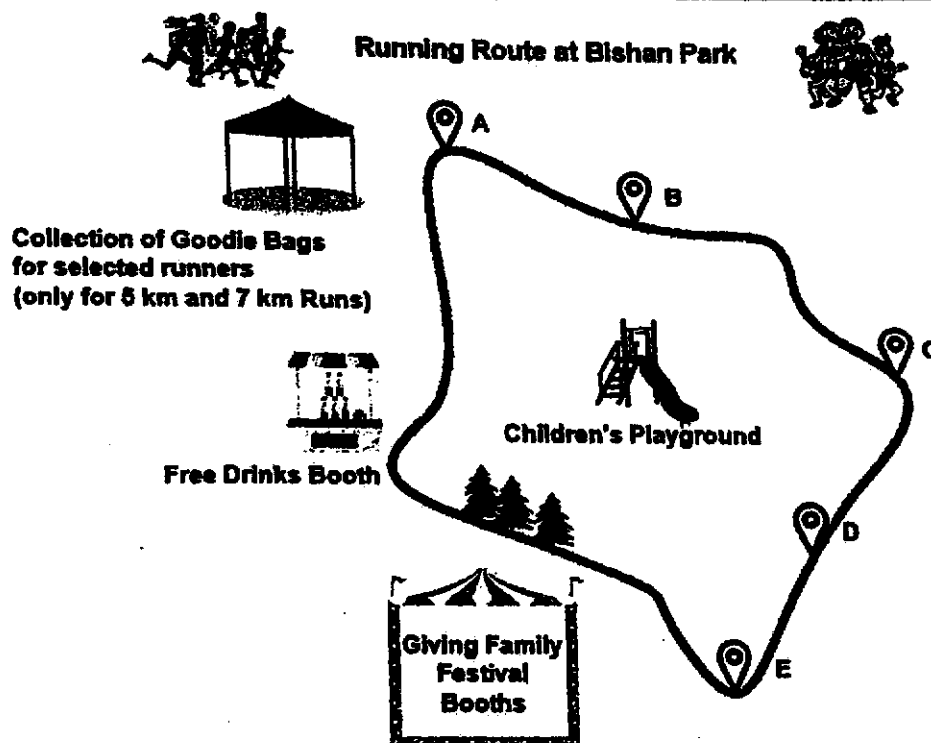 Running Route at Bishan Park
A
B
Collection of Goodie Bags
for selected runners
(only for 5 km and 7 km Runs)
C
Children's Playground
Free Drinks Booth
D
Giving Family
Festival
Booths
E